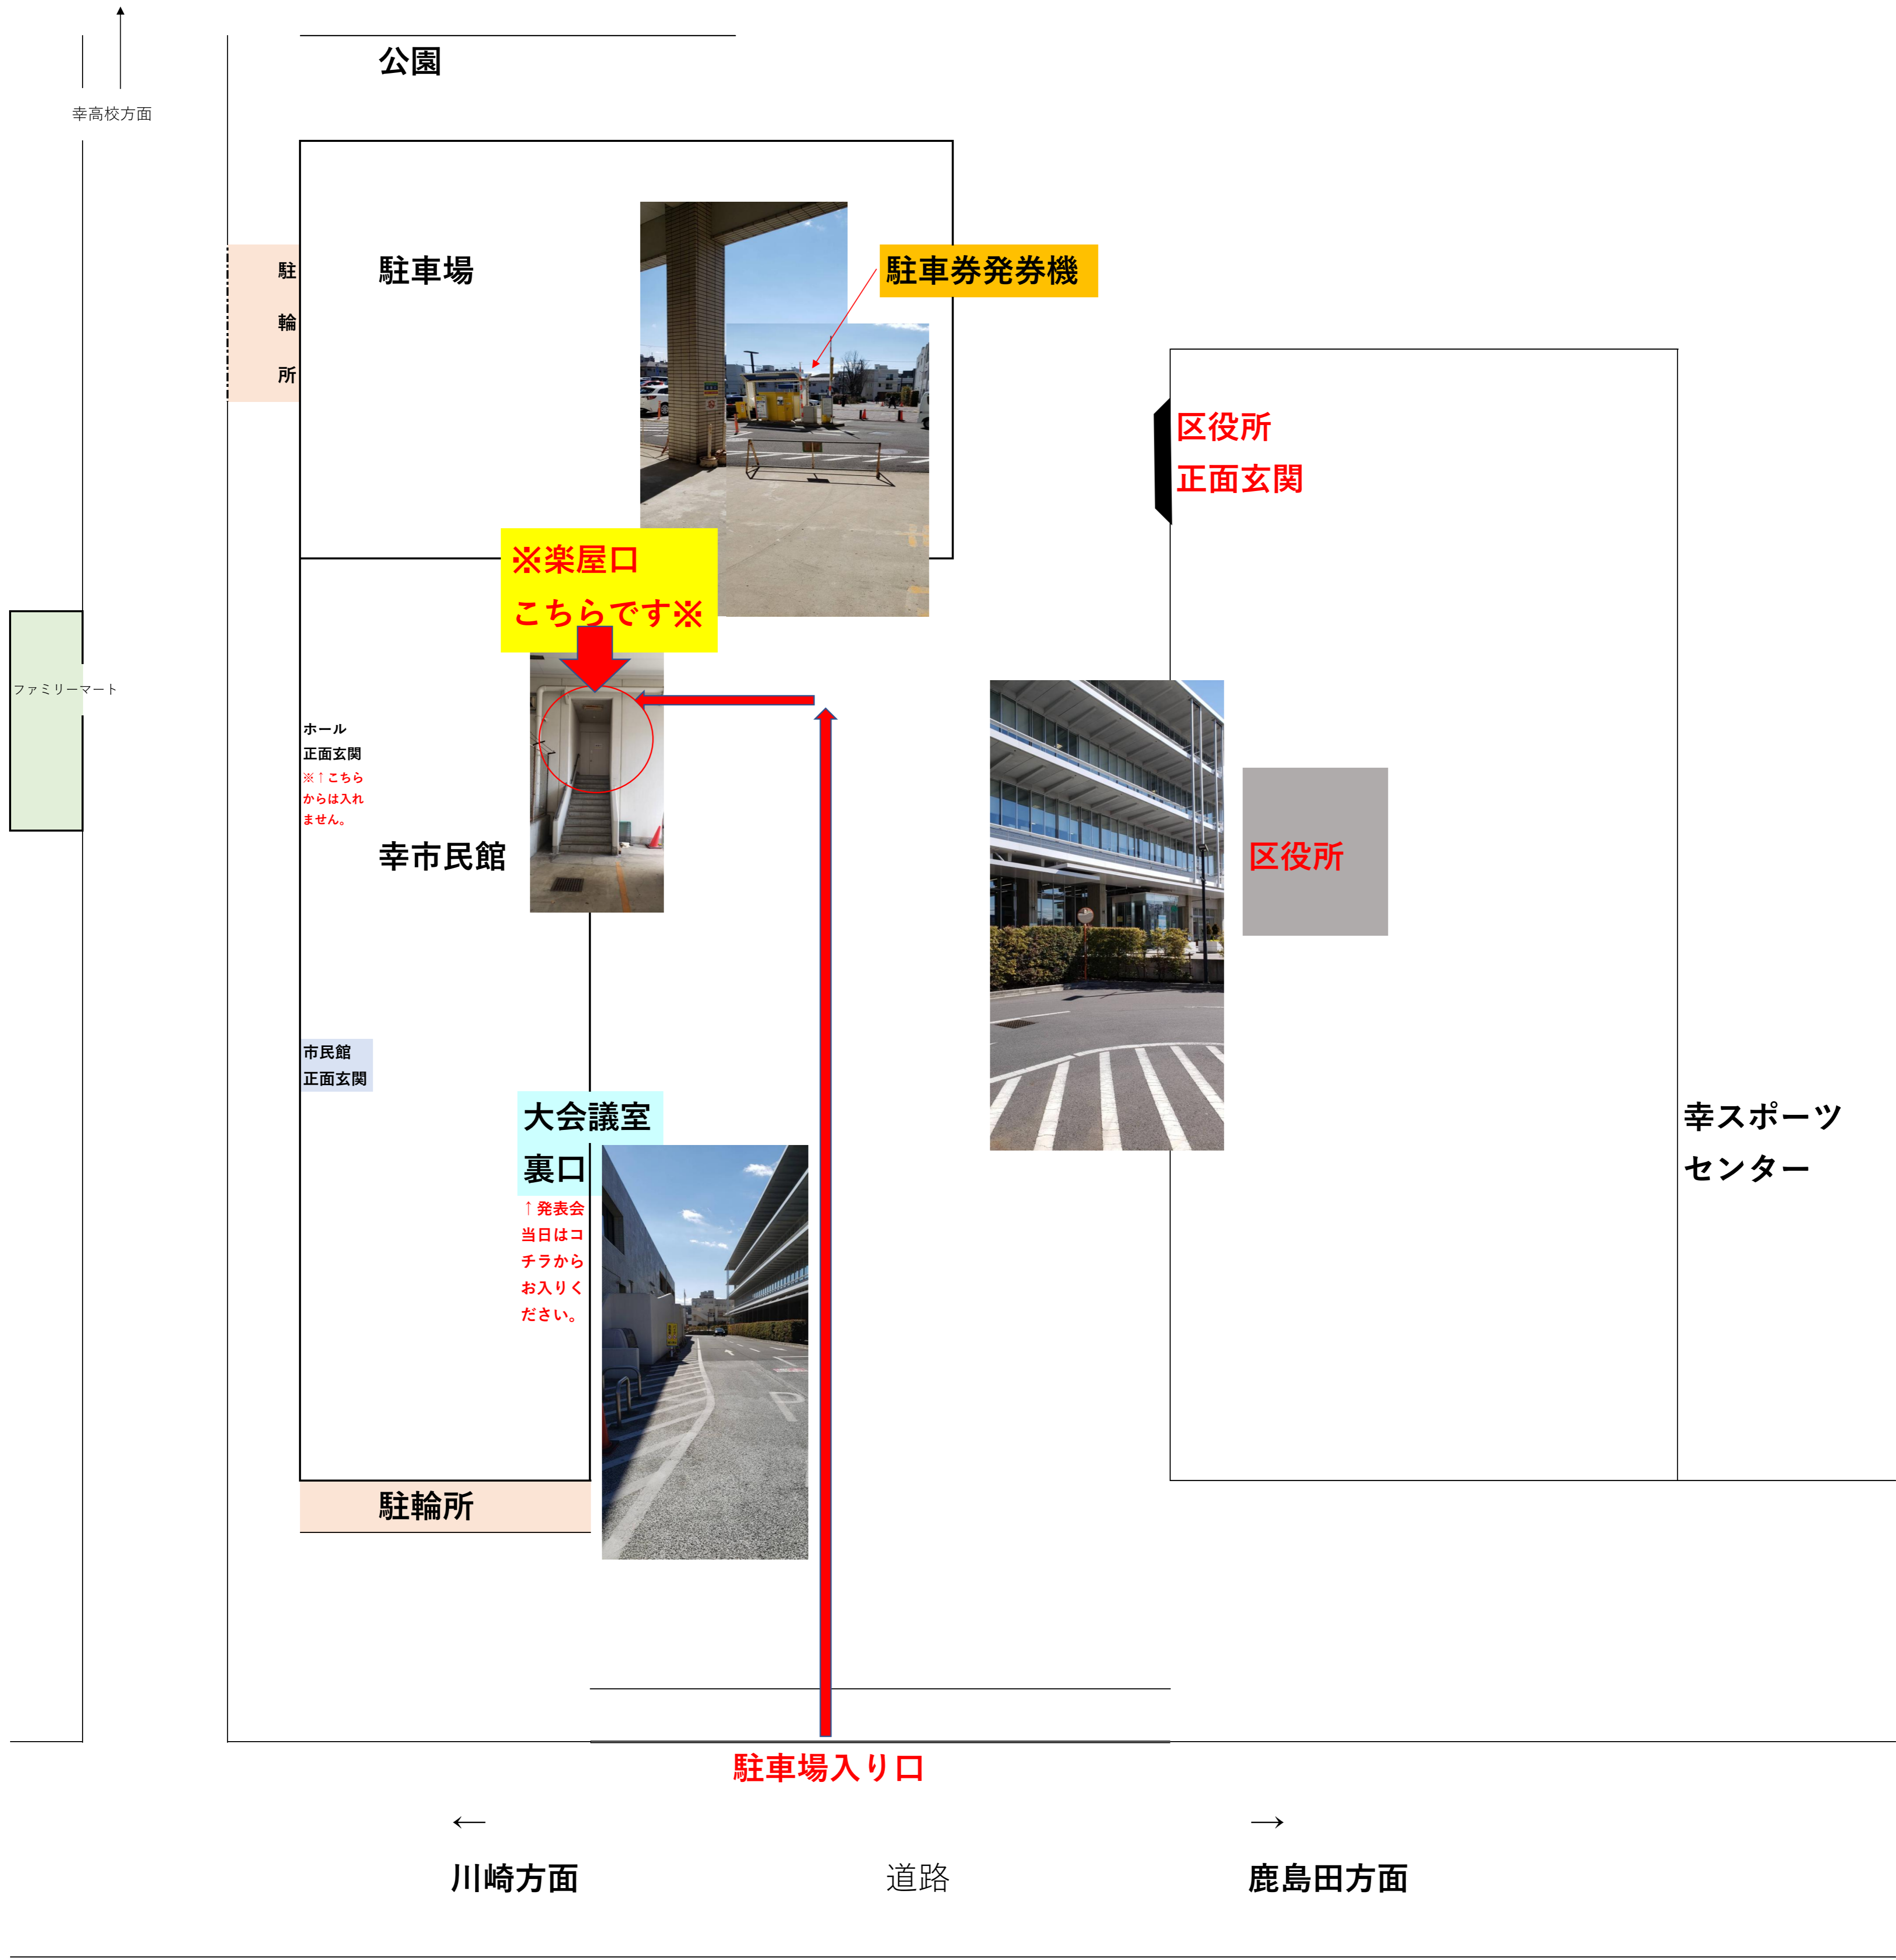 公園
幸高校方面
駐
輪
所
駐車場
駐車券発券機
区役所
正面玄関
※楽屋口
こちらです※
ファミリーマート
ホール
正面玄関
※↑こちら
からは入れ
ません。
幸市民館
区役所
市民館
正面玄関
大会議室
裏口
↑発表会
当日はコ
チラから
お入りく
ださい。
P
幸スポーツ
センター
駐輪所
駐車場入り口
←
→
川崎方面
道路
鹿島田方面